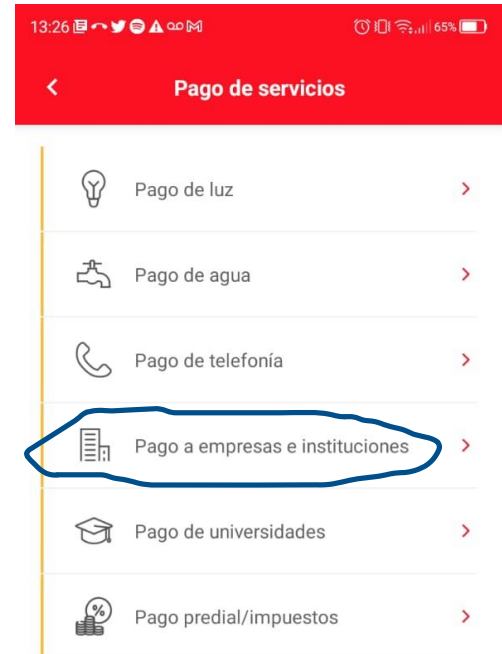 13:26 65%
Pago de servicios
Pago de luz
Pago de agua
Pago de telefonía
Pago a empresas e instituciones
Pago de universidades
Pago predial/impuestos